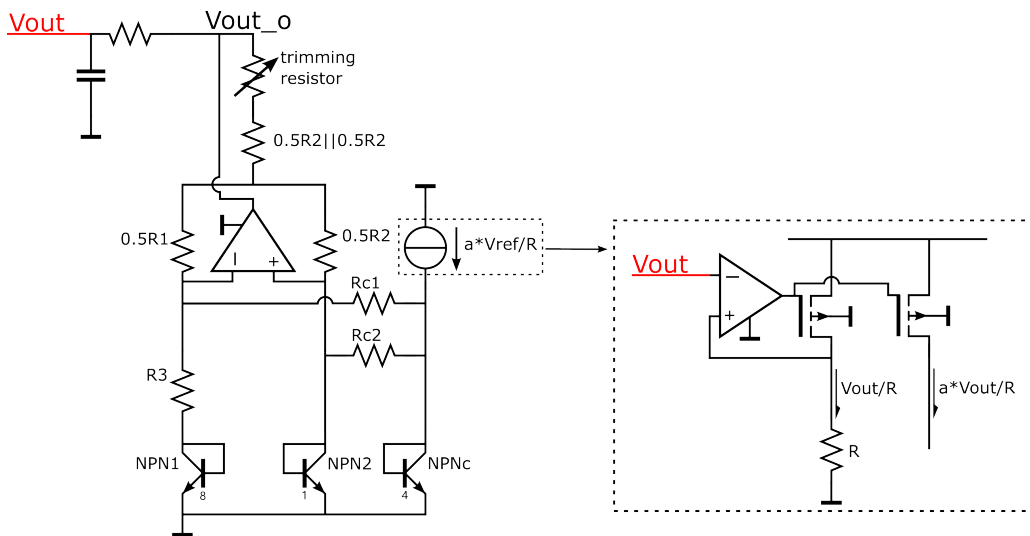 Vout
Vout_o
trimming
resistor
0.5R2||0.5R2
0.5R1
0.5R2
a*Vref/R
Rc1
Rc2
R3
NPN1
8
NPN2
1
NPNc
4
Vout
Vout/R
a*Vout/R
R